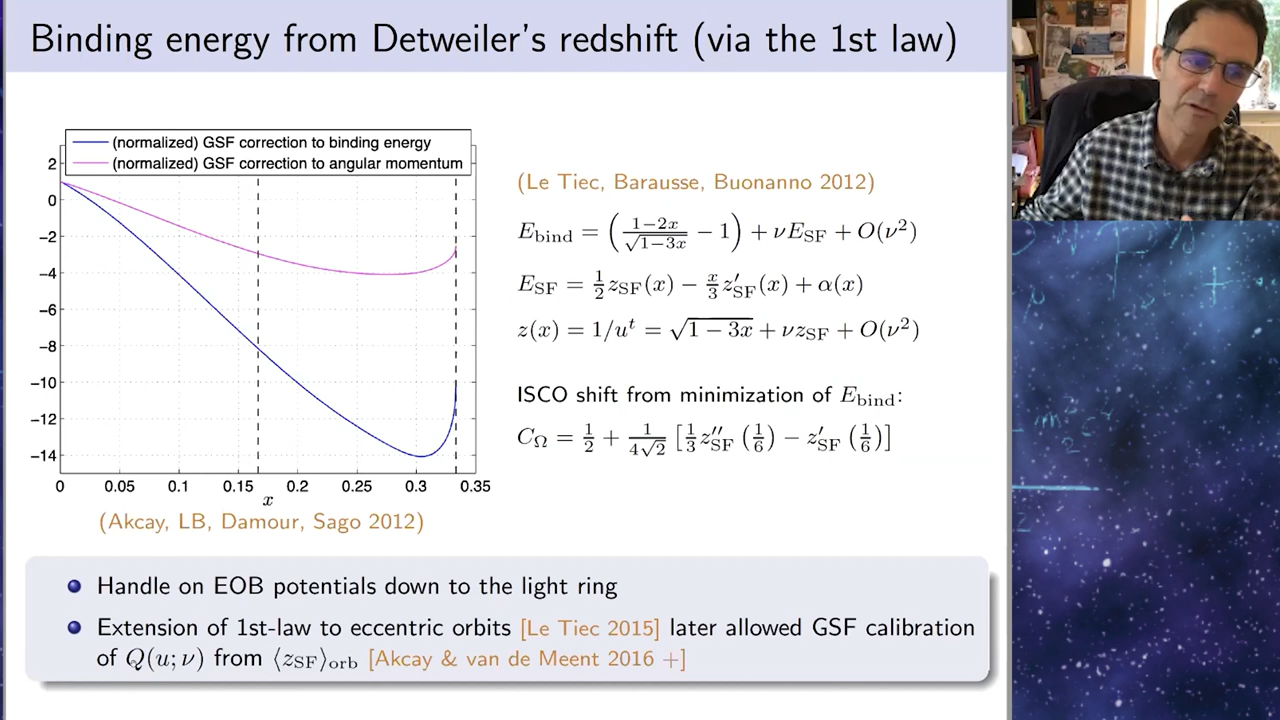 Binding energy from Detweiler's redshift (via the 1st law)
(normalized) GSF correction to binding energy
(normalized) GSF correction to angular momentum
2
0
−2
−4
−6
−8
−10
−12
−14
0 0.05 0.1 0.15 0.2 0.25 0.3 0.35
x
(Akcay, LB, Damour, Sago 2012)
(Le Tiec, Barausse, Buonanno 2012)
E_bind = ( (1−2x)/√(1−3x) − 1 ) + νE_SF + O(ν²)
E_SF = ½ z_SF(x) − x/3 z′_SF(x) + α(x)
z(x) = 1/uᵗ = √(1 − 3x) + νz_SF + O(ν²)
ISCO shift from minimization of E_bind:
C_Ω = 1/2 + 1/(4√2) [ 1/3 z″_SF (1/6) − z′_SF (1/6) ]
Handle on EOB potentials down to the light ring
Extension of 1st-law to eccentric orbits [Le Tiec 2015] later allowed GSF calibration
of Q(u; ν) from ⟨z_SF⟩_orb [Akcay & van de Meent 2016 +]